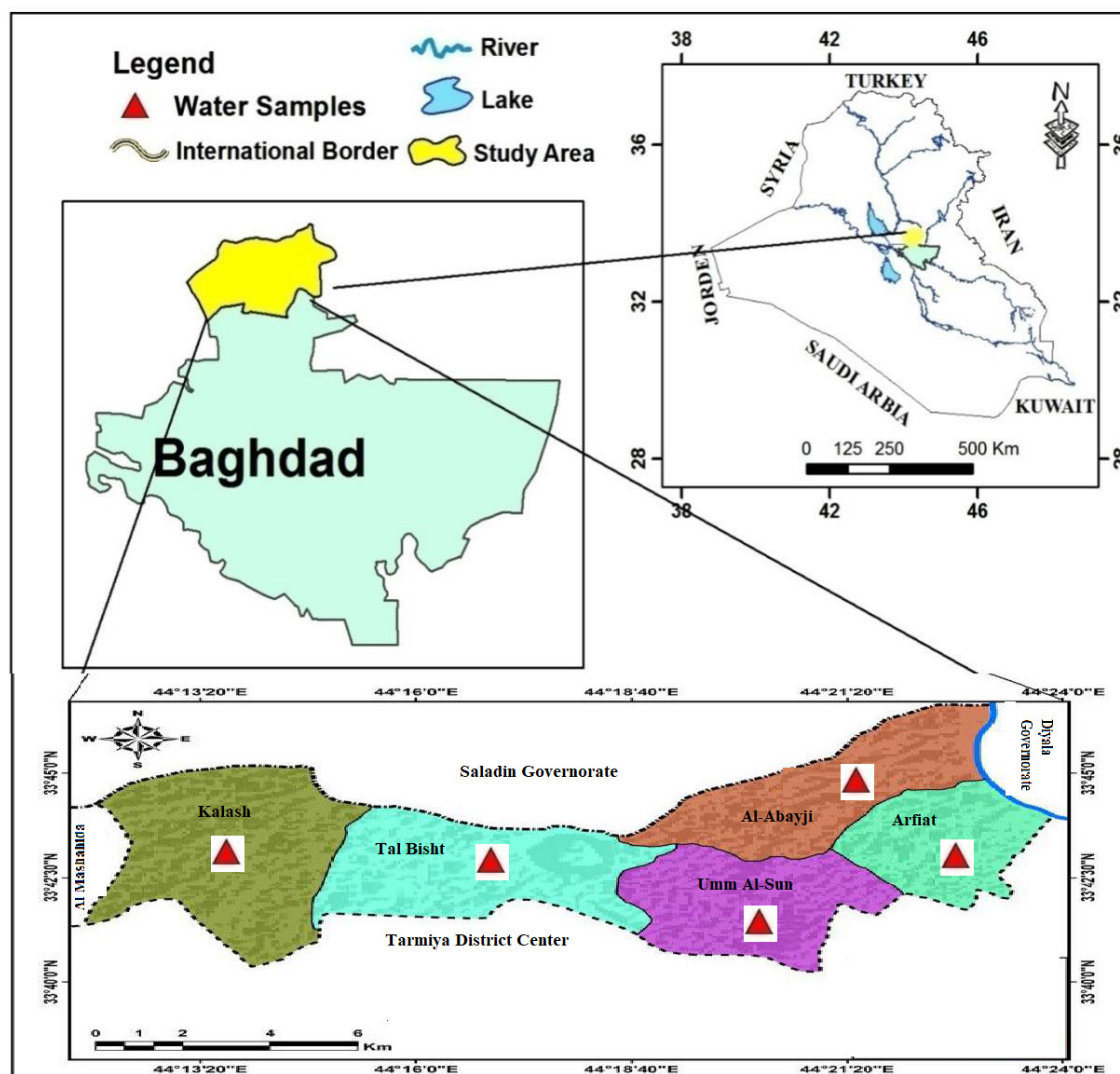 Legend
Water Samples
International Border
River
Lake
Study Area
Baghdad
38
42
46
N
TURKEY
SYRIA
IRAN
JORDEN
SAUDI ARBIA
KUWAIT
36
32
28
36
32
28
0 125 250 500 Km
38
42
46
44°13'20"E
44°16'0"E
44°18'40"E
44°21'20"E
44°24'0"E
N
W
E
S
Saladin Governorate
Diyala
Governorate
33°45'0"N
33°45'0"N
Kalash
Al-Abayji
Arfiat
Tal Bisht
Al Mashahida
Umm Al-Sun
33°42'30"N
33°42'30"N
Tarmiya District Center
33°40'0"N
33°40'0"N
0 1 2 4 6
Km
44°13'20"E
44°16'0"E
44°18'40"E
44°21'20"E
44°24'0"E